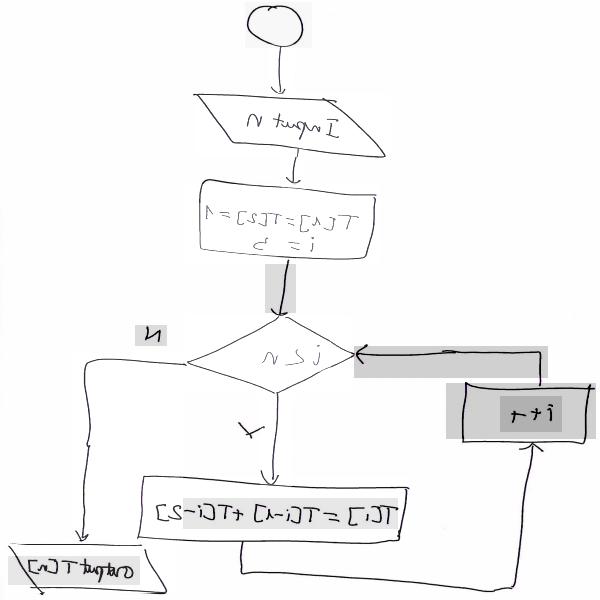 Input N
T[1]=T[2]=1
i = 3
i ≤ n
N
i++
Y
T[i]=T[i-1]+T[i-2]
output T[n]